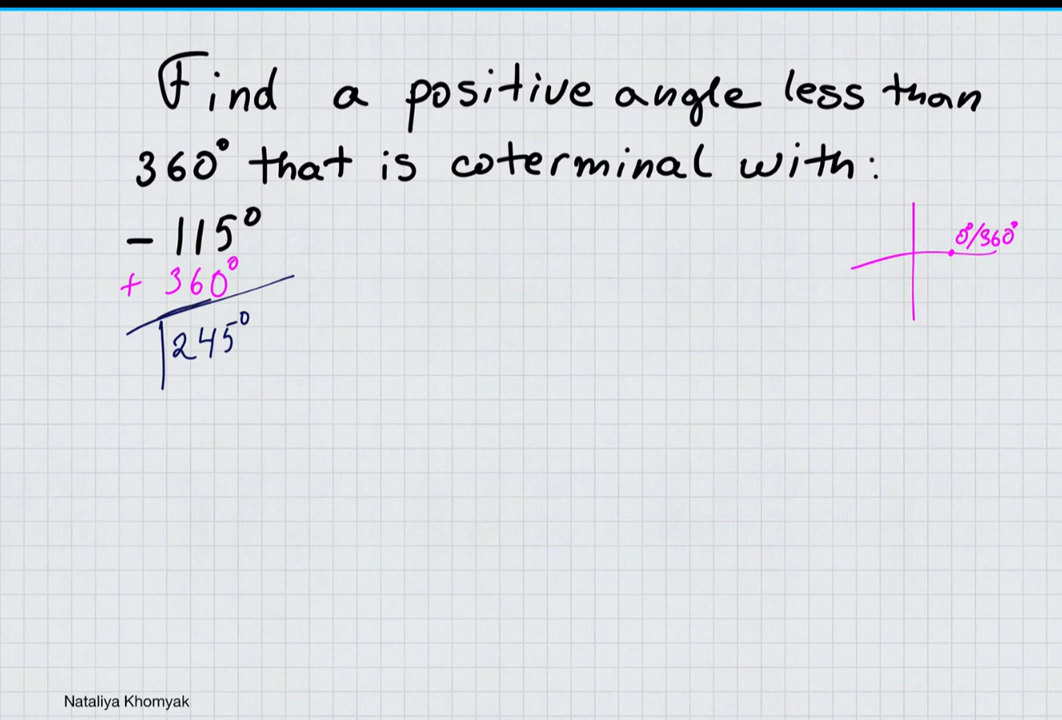 Find a positive angle less than
360° that is coterminal with:
- 115°
0°/360°
+ 360°
245°
Nataliya Khomyak